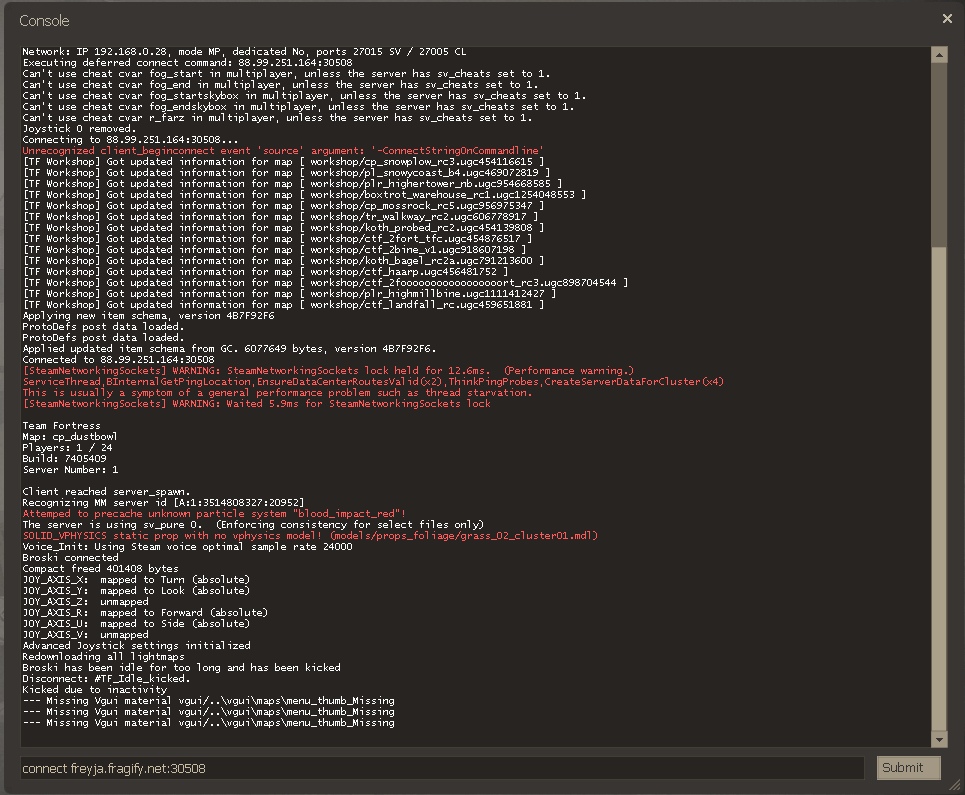 Console
Network: IP 192.168.0.28, mode MP, dedicated No, ports 27015 SV / 27005 CL
Executing deferred connect command: 88.99.251.164:30508
Can't use cheat cvar fog_start in multiplayer, unless the server has sv_cheats set to 1.
Can't use cheat cvar fog_end in multiplayer, unless the server has sv_cheats set to 1.
Can't use cheat cvar fog_startskybox in multiplayer, unless the server has sv_cheats set to 1.
Can't use cheat cvar fog_endskybox in multiplayer, unless the server has sv_cheats set to 1.
Can't use cheat cvar r_farz in multiplayer, unless the server has sv_cheats set to 1.
Joystick 0 removed.
Connecting to 88.99.251.164:30508...
Unrecognized client_beginconnect event 'source' argument: '-ConnectStringOnCommandline'
[TF Workshop] Got updated information for map [ workshop/cp_snowplow_rc3.ugc454116615 ]
[TF Workshop] Got updated information for map [ workshop/pl_snowycoast_b4.ugc469072819 ]
[TF Workshop] Got updated information for map [ workshop/plr_highertower_nb.ugc954668585 ]
[TF Workshop] Got updated information for map [ workshop/boxtrot_warehouse_rc1.ugc1254048553 ]
[TF Workshop] Got updated information for map [ workshop/cp_mossrock_rc5.ugc956975347 ]
[TF Workshop] Got updated information for map [ workshop/tr_walkway_rc2.ugc606778917 ]
[TF Workshop] Got updated information for map [ workshop/koth_probed_rc2.ugc454139808 ]
[TF Workshop] Got updated information for map [ workshop/ctf_2fort_tfc.ugc454876517 ]
[TF Workshop] Got updated information for map [ workshop/ctf_2bine_v1.ugc918607198 ]
[TF Workshop] Got updated information for map [ workshop/koth_bagel_rc2a.ugc791213600 ]
[TF Workshop] Got updated information for map [ workshop/ctf_haarp.ugc456481752 ]
[TF Workshop] Got updated information for map [ workshop/ctf_2foooooooooooooooooort_rc3.ugc898704544 ]
[TF Workshop] Got updated information for map [ workshop/plr_highmillbine.ugc1111412427 ]
[TF Workshop] Got updated information for map [ workshop/ctf_landfall_rc.ugc459651881 ]
Applying new item schema, version 4B7F92F6
ProtoDefs post data loaded.
ProtoDefs post data loaded.
Applied updated item schema from GC. 6077649 bytes, version 4B7F92F6.
Connected to 88.99.251.164:30508
[SteamNetworkingSockets] WARNING: SteamNetworkingSockets lock held for 12.6ms.  (Performance warning.)
ServiceThread,BInternalGetPingLocation,EnsureDataCenterRoutesValid(x2),ThinkPingProbes,CreateServerDataForCluster(x4)
This is usually a symptom of a general performance problem such as thread starvation.
[SteamNetworkingSockets] WARNING: Waited 5.9ms for SteamNetworkingSockets lock
Team Fortress
Map: cp_dustbowl
Players: 1 / 24
Build: 7405409
Server Number: 1
Client reached server_spawn.
Recognizing MM server id [A:1:3514808327:20952]
Attemped to precache unknown particle system "blood_impact_red"!
The server is using sv_pure 0.  (Enforcing consistency for select files only)
SOLID_VPHYSICS static prop with no vphysics model! (models/props_foliage/grass_02_cluster01.mdl)
Voice_Init: Using Steam voice optimal sample rate 24000
Broski connected
Compact freed 401408 bytes
JOY_AXIS_X:  mapped to Turn (absolute)
JOY_AXIS_Y:  mapped to Look (absolute)
JOY_AXIS_Z:  unmapped
JOY_AXIS_R:  mapped to Forward (absolute)
JOY_AXIS_U:  mapped to Side (absolute)
JOY_AXIS_V:  unmapped
Advanced Joystick settings initialized
Redownloading all lightmaps
Broski has been idle for too long and has been kicked
Disconnect: #TF_Idle_kicked.
Kicked due to inactivity
--- Missing Vgui material vgui/..\vgui\maps\menu_thumb_Missing
--- Missing Vgui material vgui/..\vgui\maps\menu_thumb_Missing
--- Missing Vgui material vgui/..\vgui\maps\menu_thumb_Missing
connect freyja.fragify.net:30508
Submit